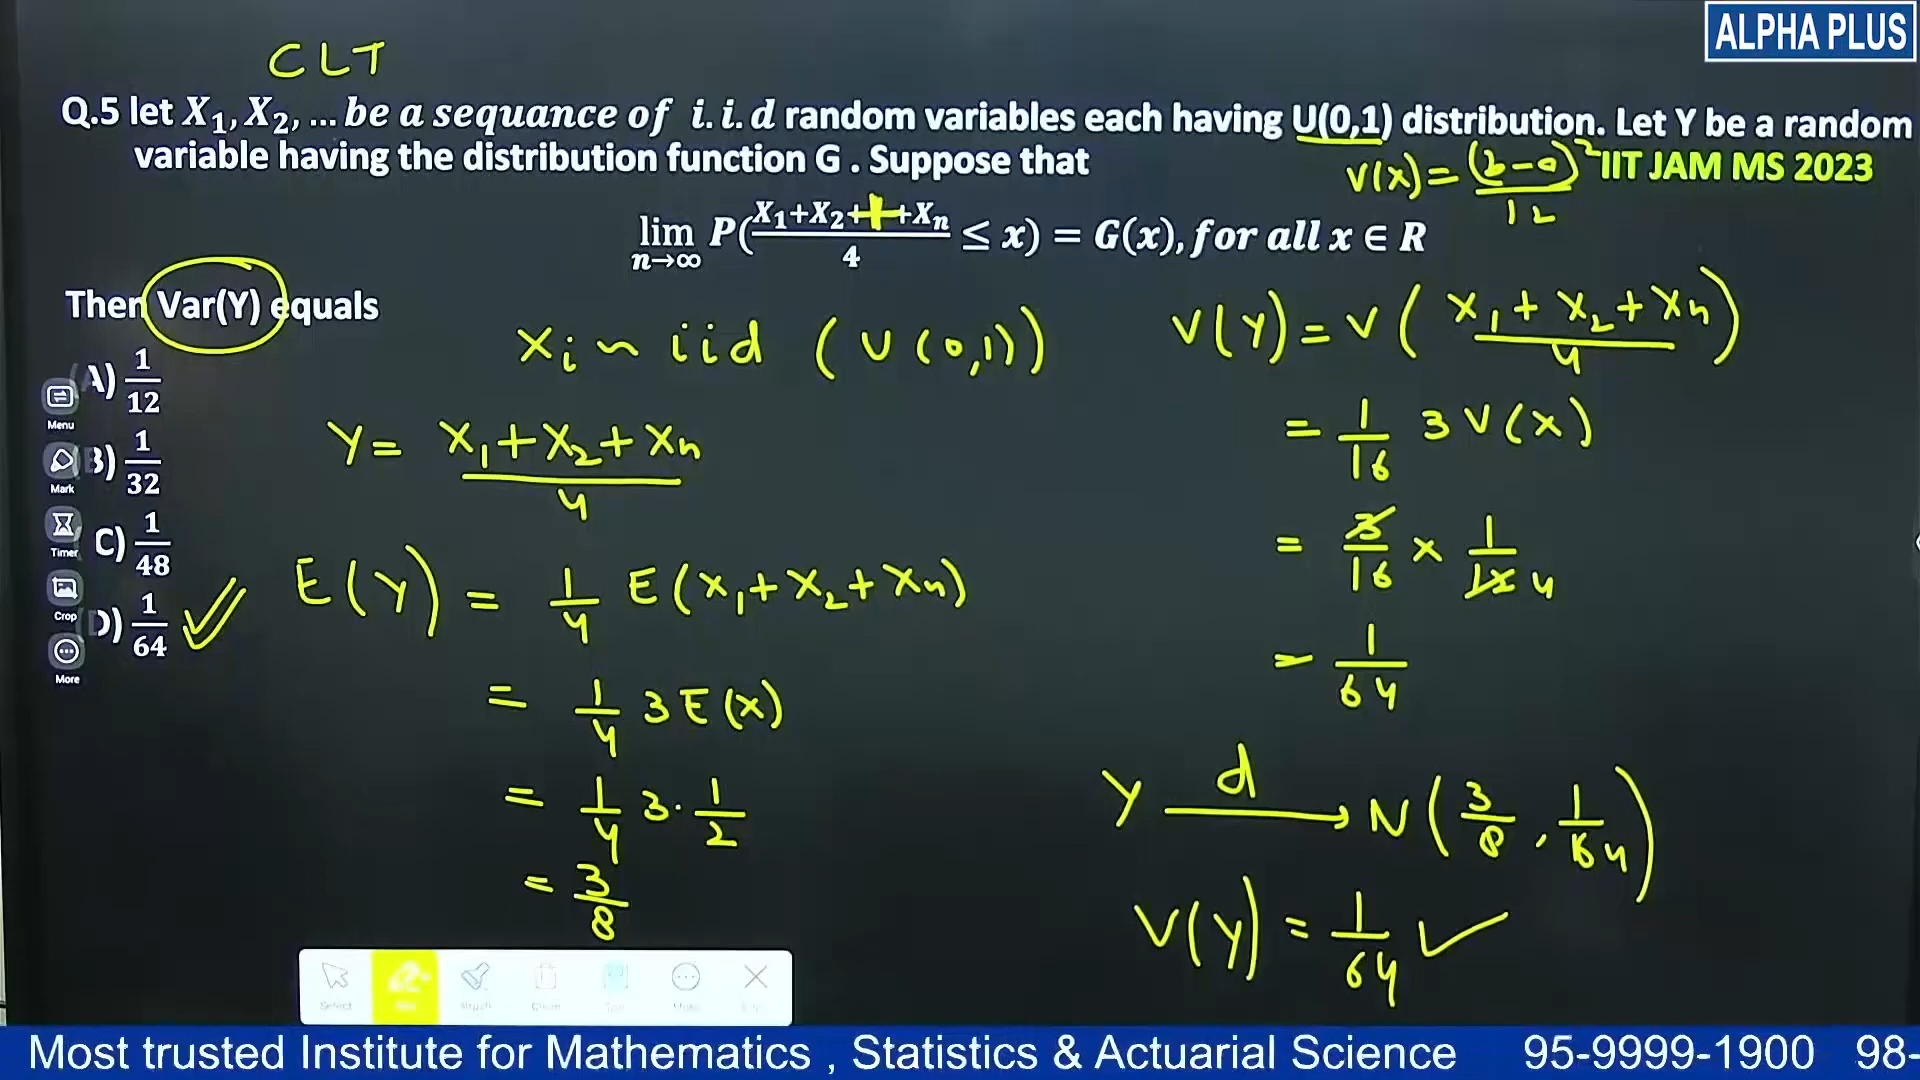 ALPHA PLUS
CLT
Q.5 let X₁, X₂, ... be a sequance of i.i.d random variables each having U(0,1) distribution. Let Y be a random
variable having the distribution function G . Suppose that
V(X) = (b-a)²/12
IIT JAM MS 2023
lim n→∞ P((X₁+X₂+ +Xₙ)/4 ≤ x) = G(x), for all x ∈ R
Then Var(Y) equals
A) 1/12
B) 1/32
C) 1/48
D) 1/64
Menu
Mark
Timer
Crop
More
Xi ~ iid (U(0,1))
Y = (X₁+X₂+Xn)/4
E(Y) = 1/4 E(X₁+X₂+Xn)
= 1/4 3E(X)
= 1/4 3·1/2
= 3/8
V(Y) = V((X₁+X₂+Xn)/4)
= 1/16 3V(X)
= 3/16 × 1/12 4
= 1/64
Y d→ N(3/8, 1/64)
V(Y) = 1/64 ✓
Select
Most trusted Institute for Mathematics , Statistics & Actuarial Science 95-9999-1900 98-